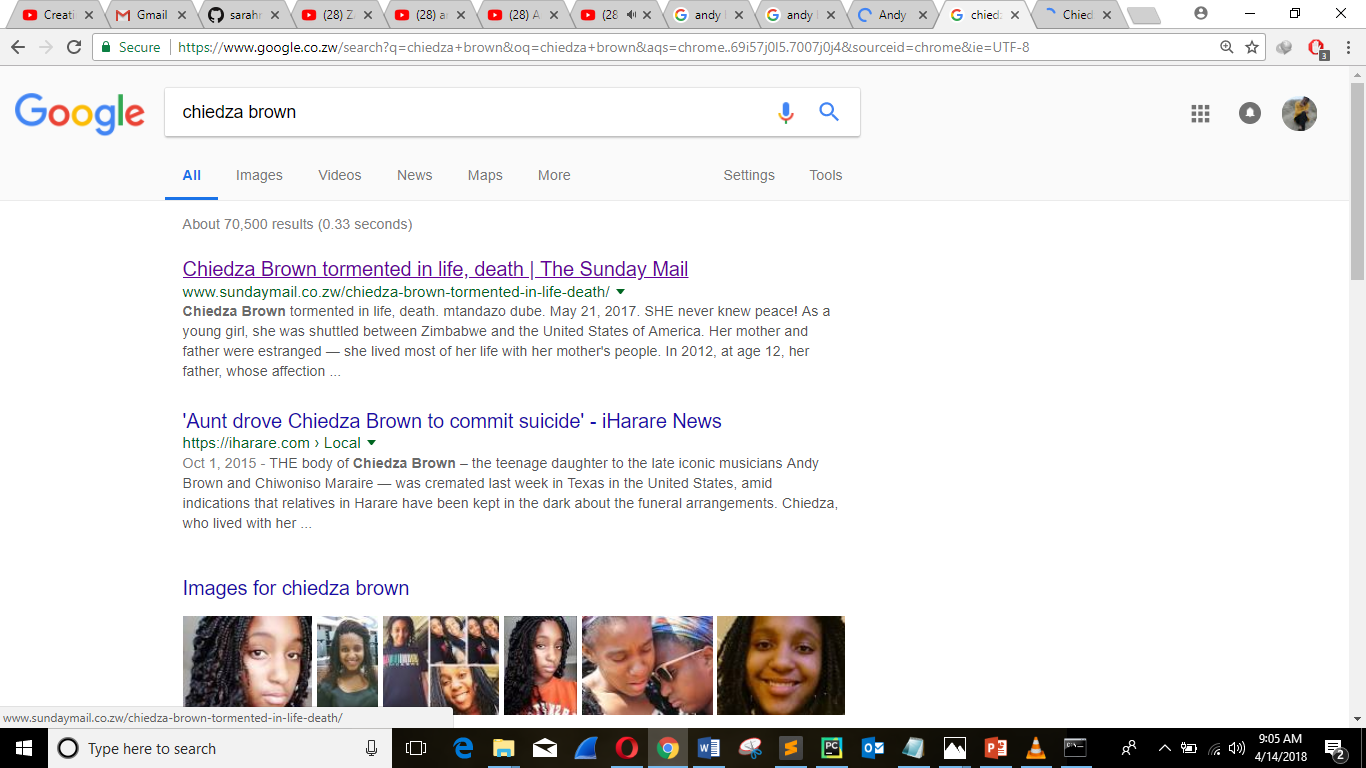 Creati
Gmail
sarahr
(28) Z
(28) a
(28) A
(28
andy
andy
Andy
chiedz
Chied
Secure
https://www.google.co.zw/search?q=chiedza+brown&oq=chiedza+brown&aqs=chrome..69i57j0l5.7007j0j4&sourceid=chrome&ie=UTF-8
3
Google
chiedza brown
All Images Videos News Maps More Settings Tools
About 70,500 results (0.33 seconds)
Chiedza Brown tormented in life, death | The Sunday Mail
www.sundaymail.co.zw/chiedza-brown-tormented-in-life-death/
Chiedza Brown tormented in life, death. mtandazo dube. May 21, 2017. SHE never knew peace! As a
young girl, she was shuttled between Zimbabwe and the United States of America. Her mother and
father were estranged — she lived most of her life with her mother's people. In 2012, at age 12, her
father, whose affection ...
'Aunt drove Chiedza Brown to commit suicide' - iHarare News
https://iharare.com › Local
Oct 1, 2015 - THE body of Chiedza Brown – the teenage daughter to the late iconic musicians Andy
Brown and Chiwoniso Maraire — was cremated last week in Texas in the United States, amid
indications that relatives in Harare have been kept in the dark about the funeral arrangements. Chiedza,
who lived with her ...
Images for chiedza brown
www.sundaymail.co.zw/chiedza-brown-tormented-in-life-death/
Type here to search
9:05 AM
4/14/2018
2